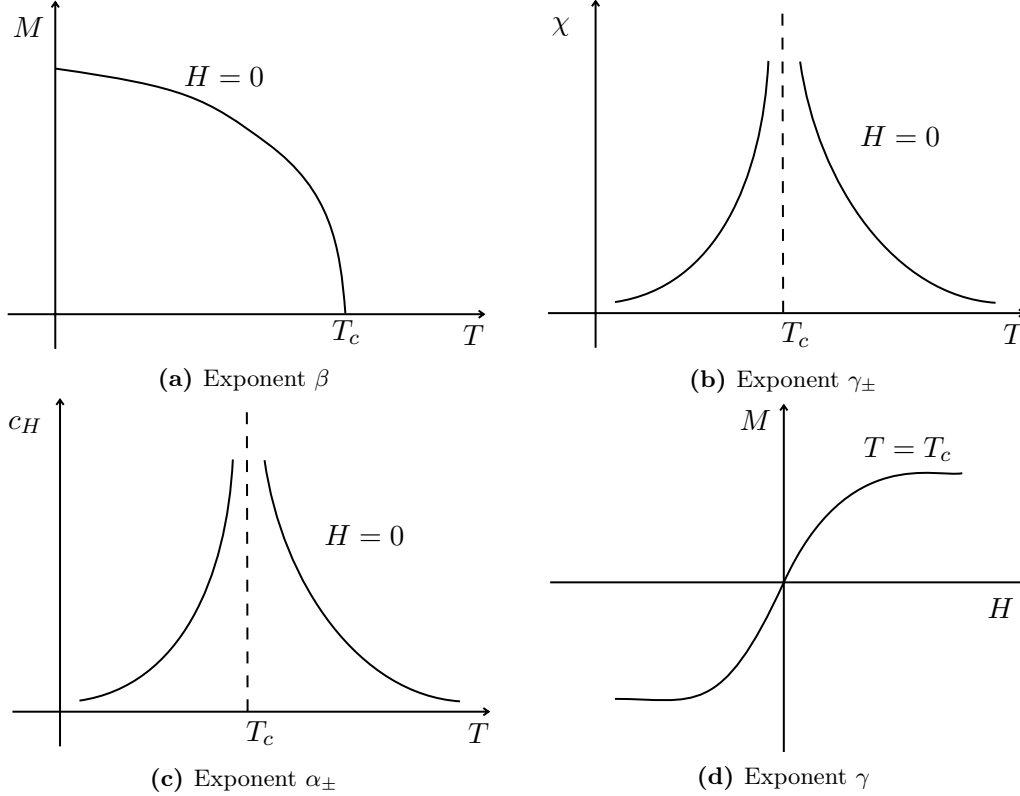 M
H = 0
T_c
T
(a) Exponent β
χ
H = 0
T_c
T
(b) Exponent γ±
c_H
H = 0
T_c
T
(c) Exponent α±
M
T = T_c
H
(d) Exponent γ